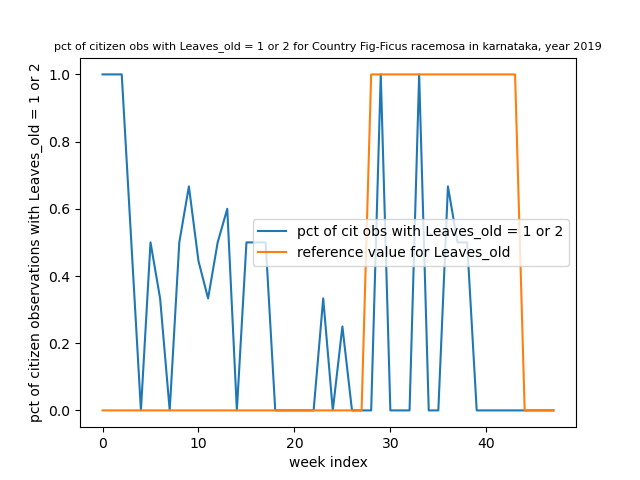 pct of citizen obs with Leaves_old = 1 or 2 for Country Fig-Ficus racemosa in karnataka, year 2019
pct of citizen observations with Leaves_old = 1 or 2
1.0
0.8
0.6
0.4
0.2
0.0
pct of cit obs with Leaves_old = 1 or 2
reference value for Leaves_old
0 10 20 30 40
week index